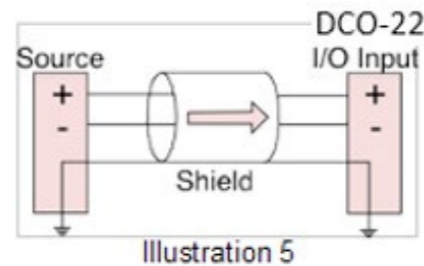 DCO-22
Source I/O Input
+ +
- -
Shield
Illustration 5